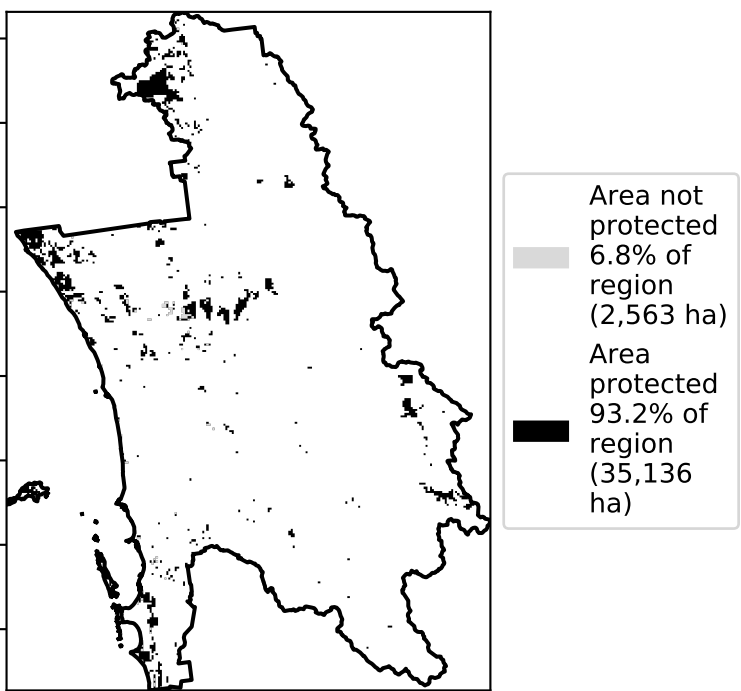 Area not
protected
6.8% of
region
(2,563 ha)
Area
protected
93.2% of
region
(35,136
ha)